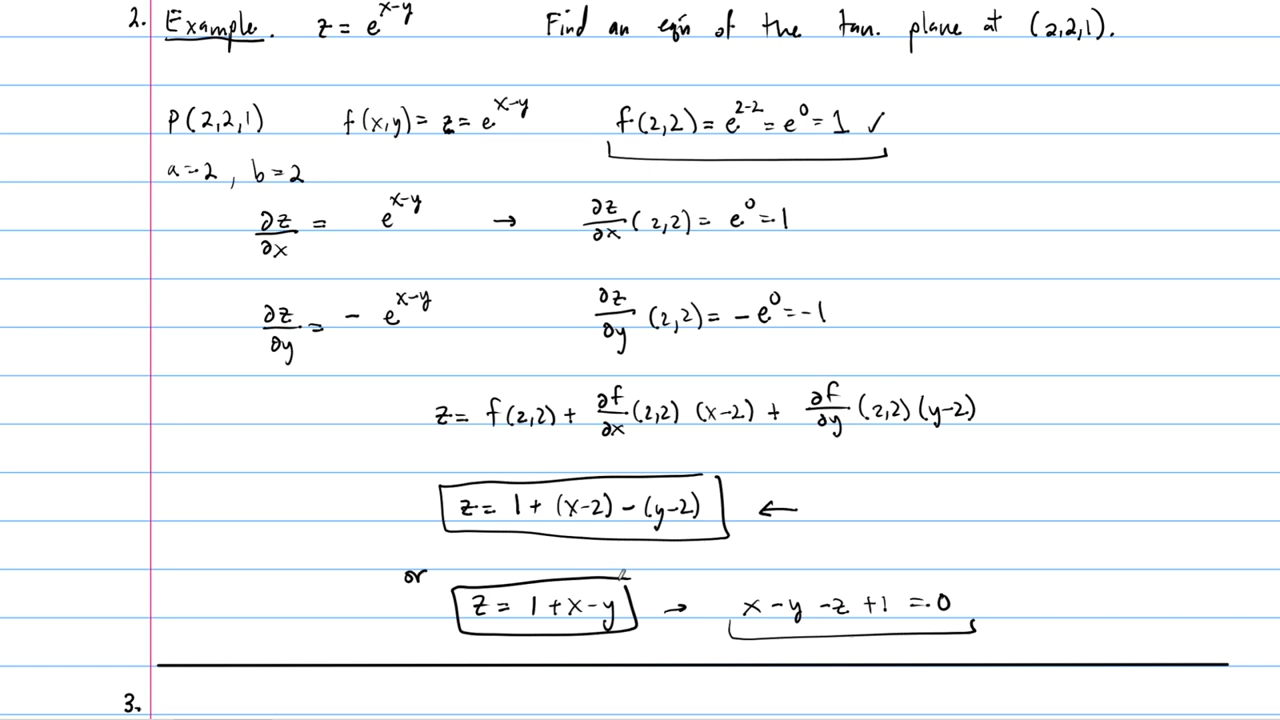 2. Example. z = e^{x-y} Find an eq'n of the tan. plane at (2,2,1).
P(2,2,1) f(x,y) = z = e^{x-y} f(2,2) = e^{2-2} = e^0 = 1 ✓
a=2, b=2
∂z/∂x = e^{x-y} → ∂z/∂x (2,2) = e^0 = 1
∂z/∂y = - e^{x-y} ∂z/∂y (2,2) = -e^0 = -1
z = f(2,2) + ∂f/∂x (2,2) (x-2) + ∂f/∂y (2,2) (y-2)
z = 1 + (x-2) - (y-2) ←
or
z = 1 + x - y → x - y - z + 1 = 0
3.